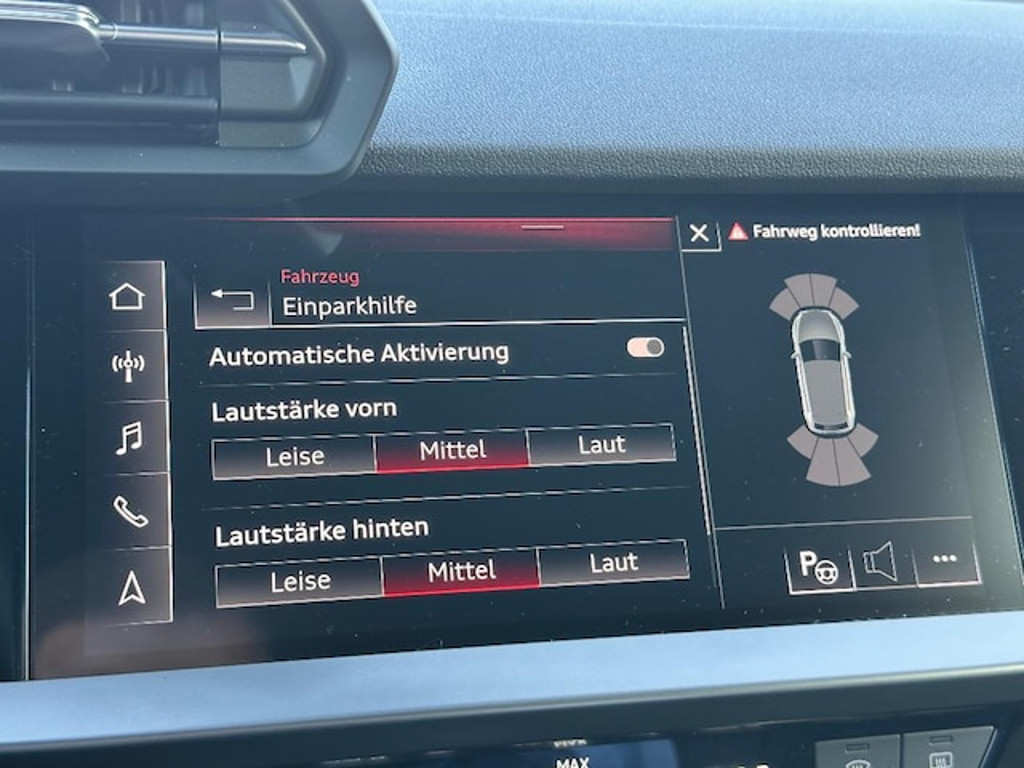 Fahrweg kontrollieren!
Fahrzeug
Einparkhilfe
Automatische Aktivierung
Lautstärke vorn
Leise Mittel Laut
Lautstärke hinten
Leise Mittel Laut
P
MAX